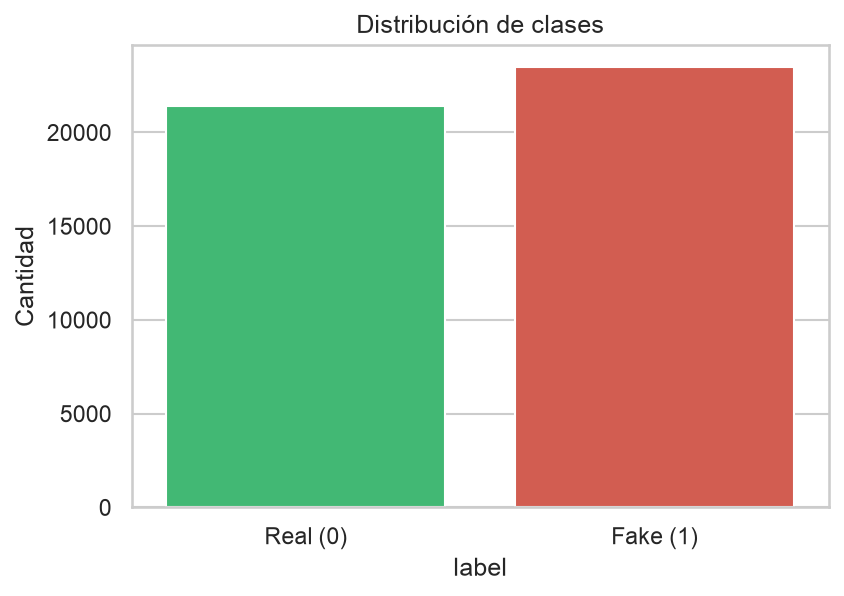 Distribución de clases
20000
15000
10000
5000
0
Cantidad
Real (0)
Fake (1)
label